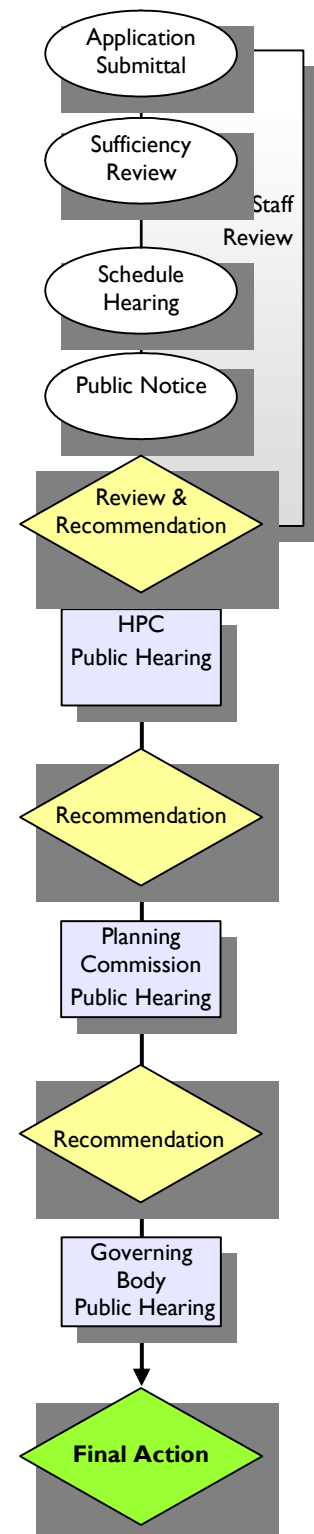 Application
Submittal
Sufficiency
Review
Staff
Review
Schedule
Hearing
Public Notice
Review &
Recommendation
HPC
Public Hearing
Recommendation
Planning
Commission
Public Hearing
Recommendation
Governing
Body
Public Hearing
Final Action